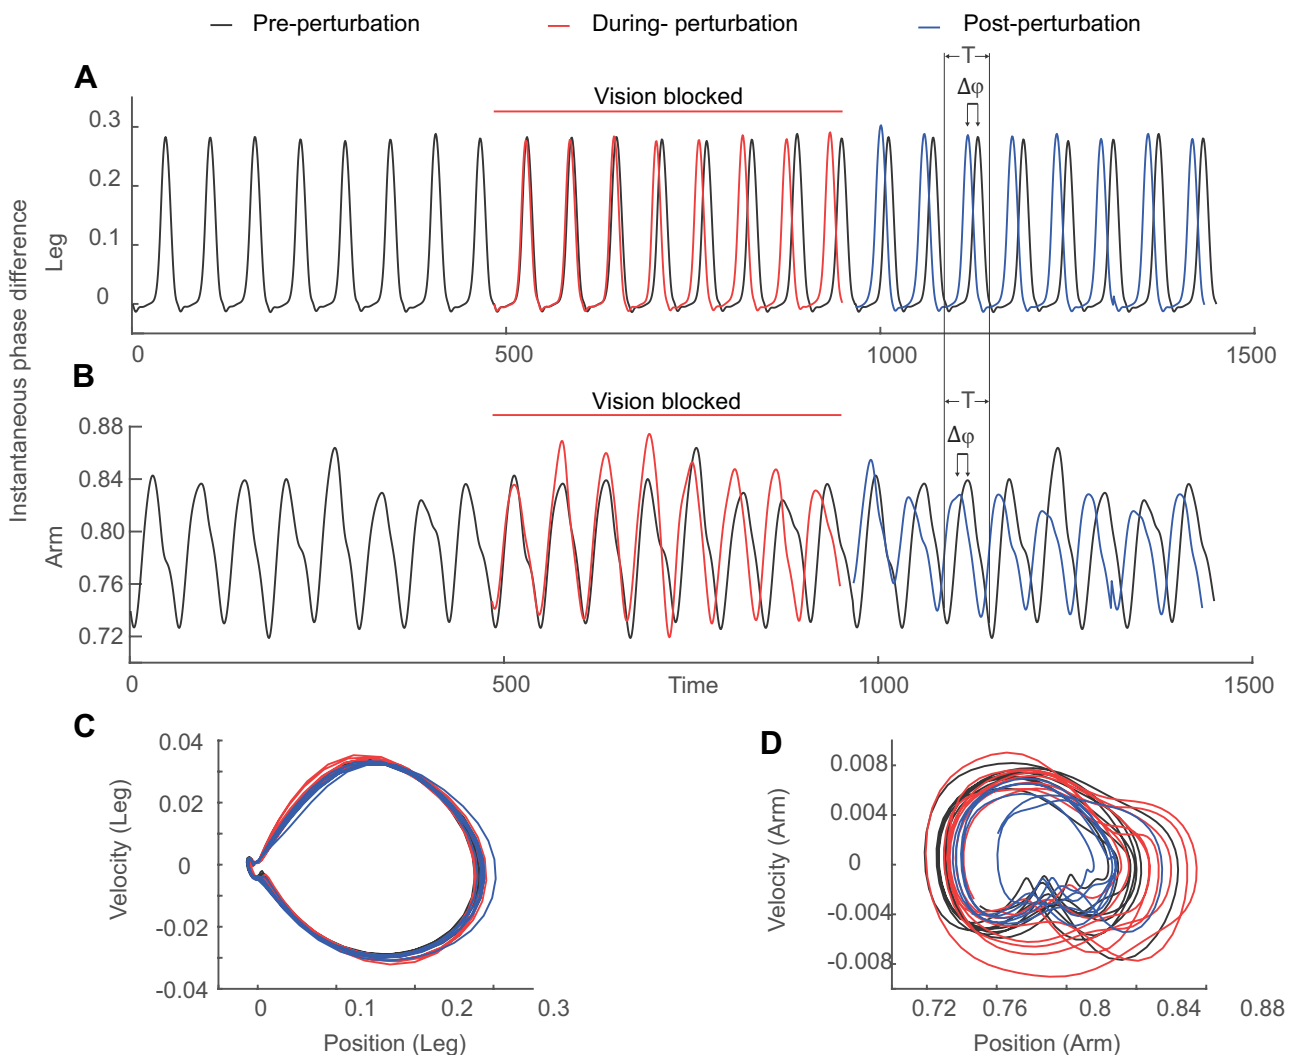 Pre-perturbation During- perturbation Post-perturbation
A
Vision blocked
T
Δφ
Instantaneous phase difference
Leg
0.3
0.2
0.1
0
0 500 1000 1500
B
Vision blocked
T
Δφ
Arm
0.88
0.84
0.80
0.76
0.72
0 500 Time 1000 1500
C
Velocity (Leg)
0.04
0.02
0
-0.02
-0.04
0 0.1 0.2 0.3
Position (Leg)
D
Velocity (Arm)
0.008
0.004
0
-0.004
-0.008
0.72 0.76 0.8 0.84 0.88
Position (Arm)